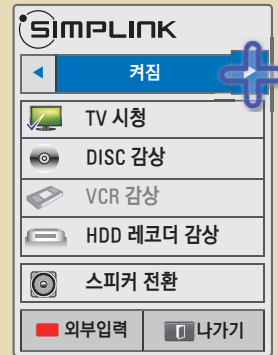 SIMPLINK
켜짐
TV 시청
DISC 감상
VCR 감상
HDD 레코더 감상
스피커 전환
외부입력 나가기